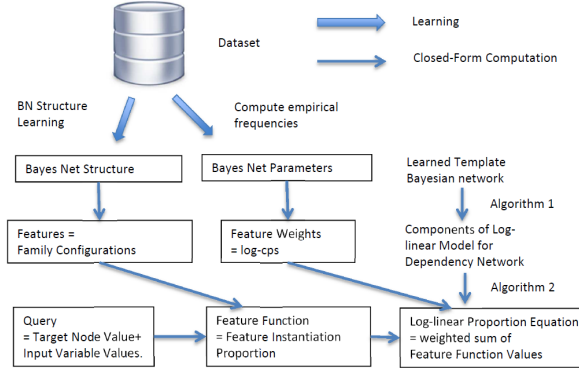 Dataset
Learning
Closed-Form Computation
BN Structure
Learning
Compute empirical
frequencies
Bayes Net Structure
Bayes Net Parameters
Learned Template
Bayesian network
Algorithm 1
Features =
Family Configurations
Feature Weights
= log-cps
Components of Log-
linear Model for
Dependency Network
Algorithm 2
Query
= Target Node Value+
Input Variable Values.
Feature Function
= Feature Instantiation
Proportion
Log-linear Proportion Equation
= weighted sum of
Feature Function Values